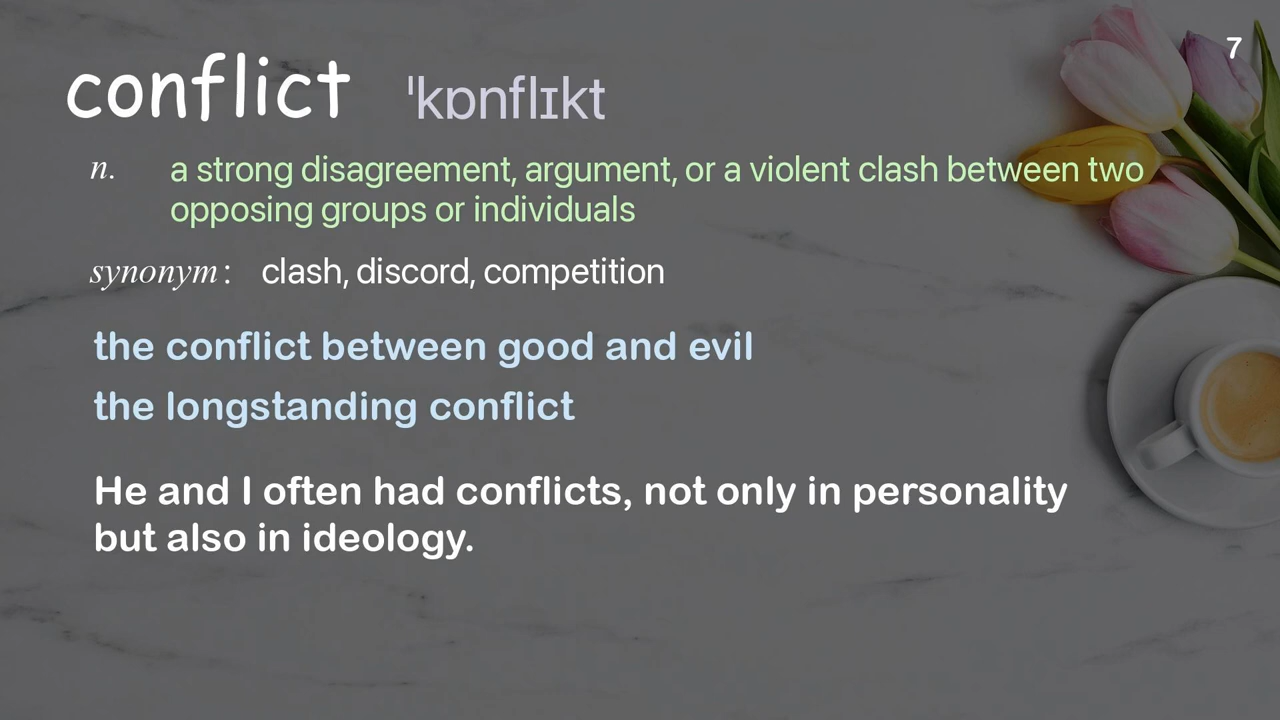 7
conflict ˈkɒnflɪkt
n. a strong disagreement, argument, or a violent clash between two
opposing groups or individuals
synonym: clash, discord, competition
the conflict between good and evil
the longstanding conflict
He and I often had conflicts, not only in personality
but also in ideology.